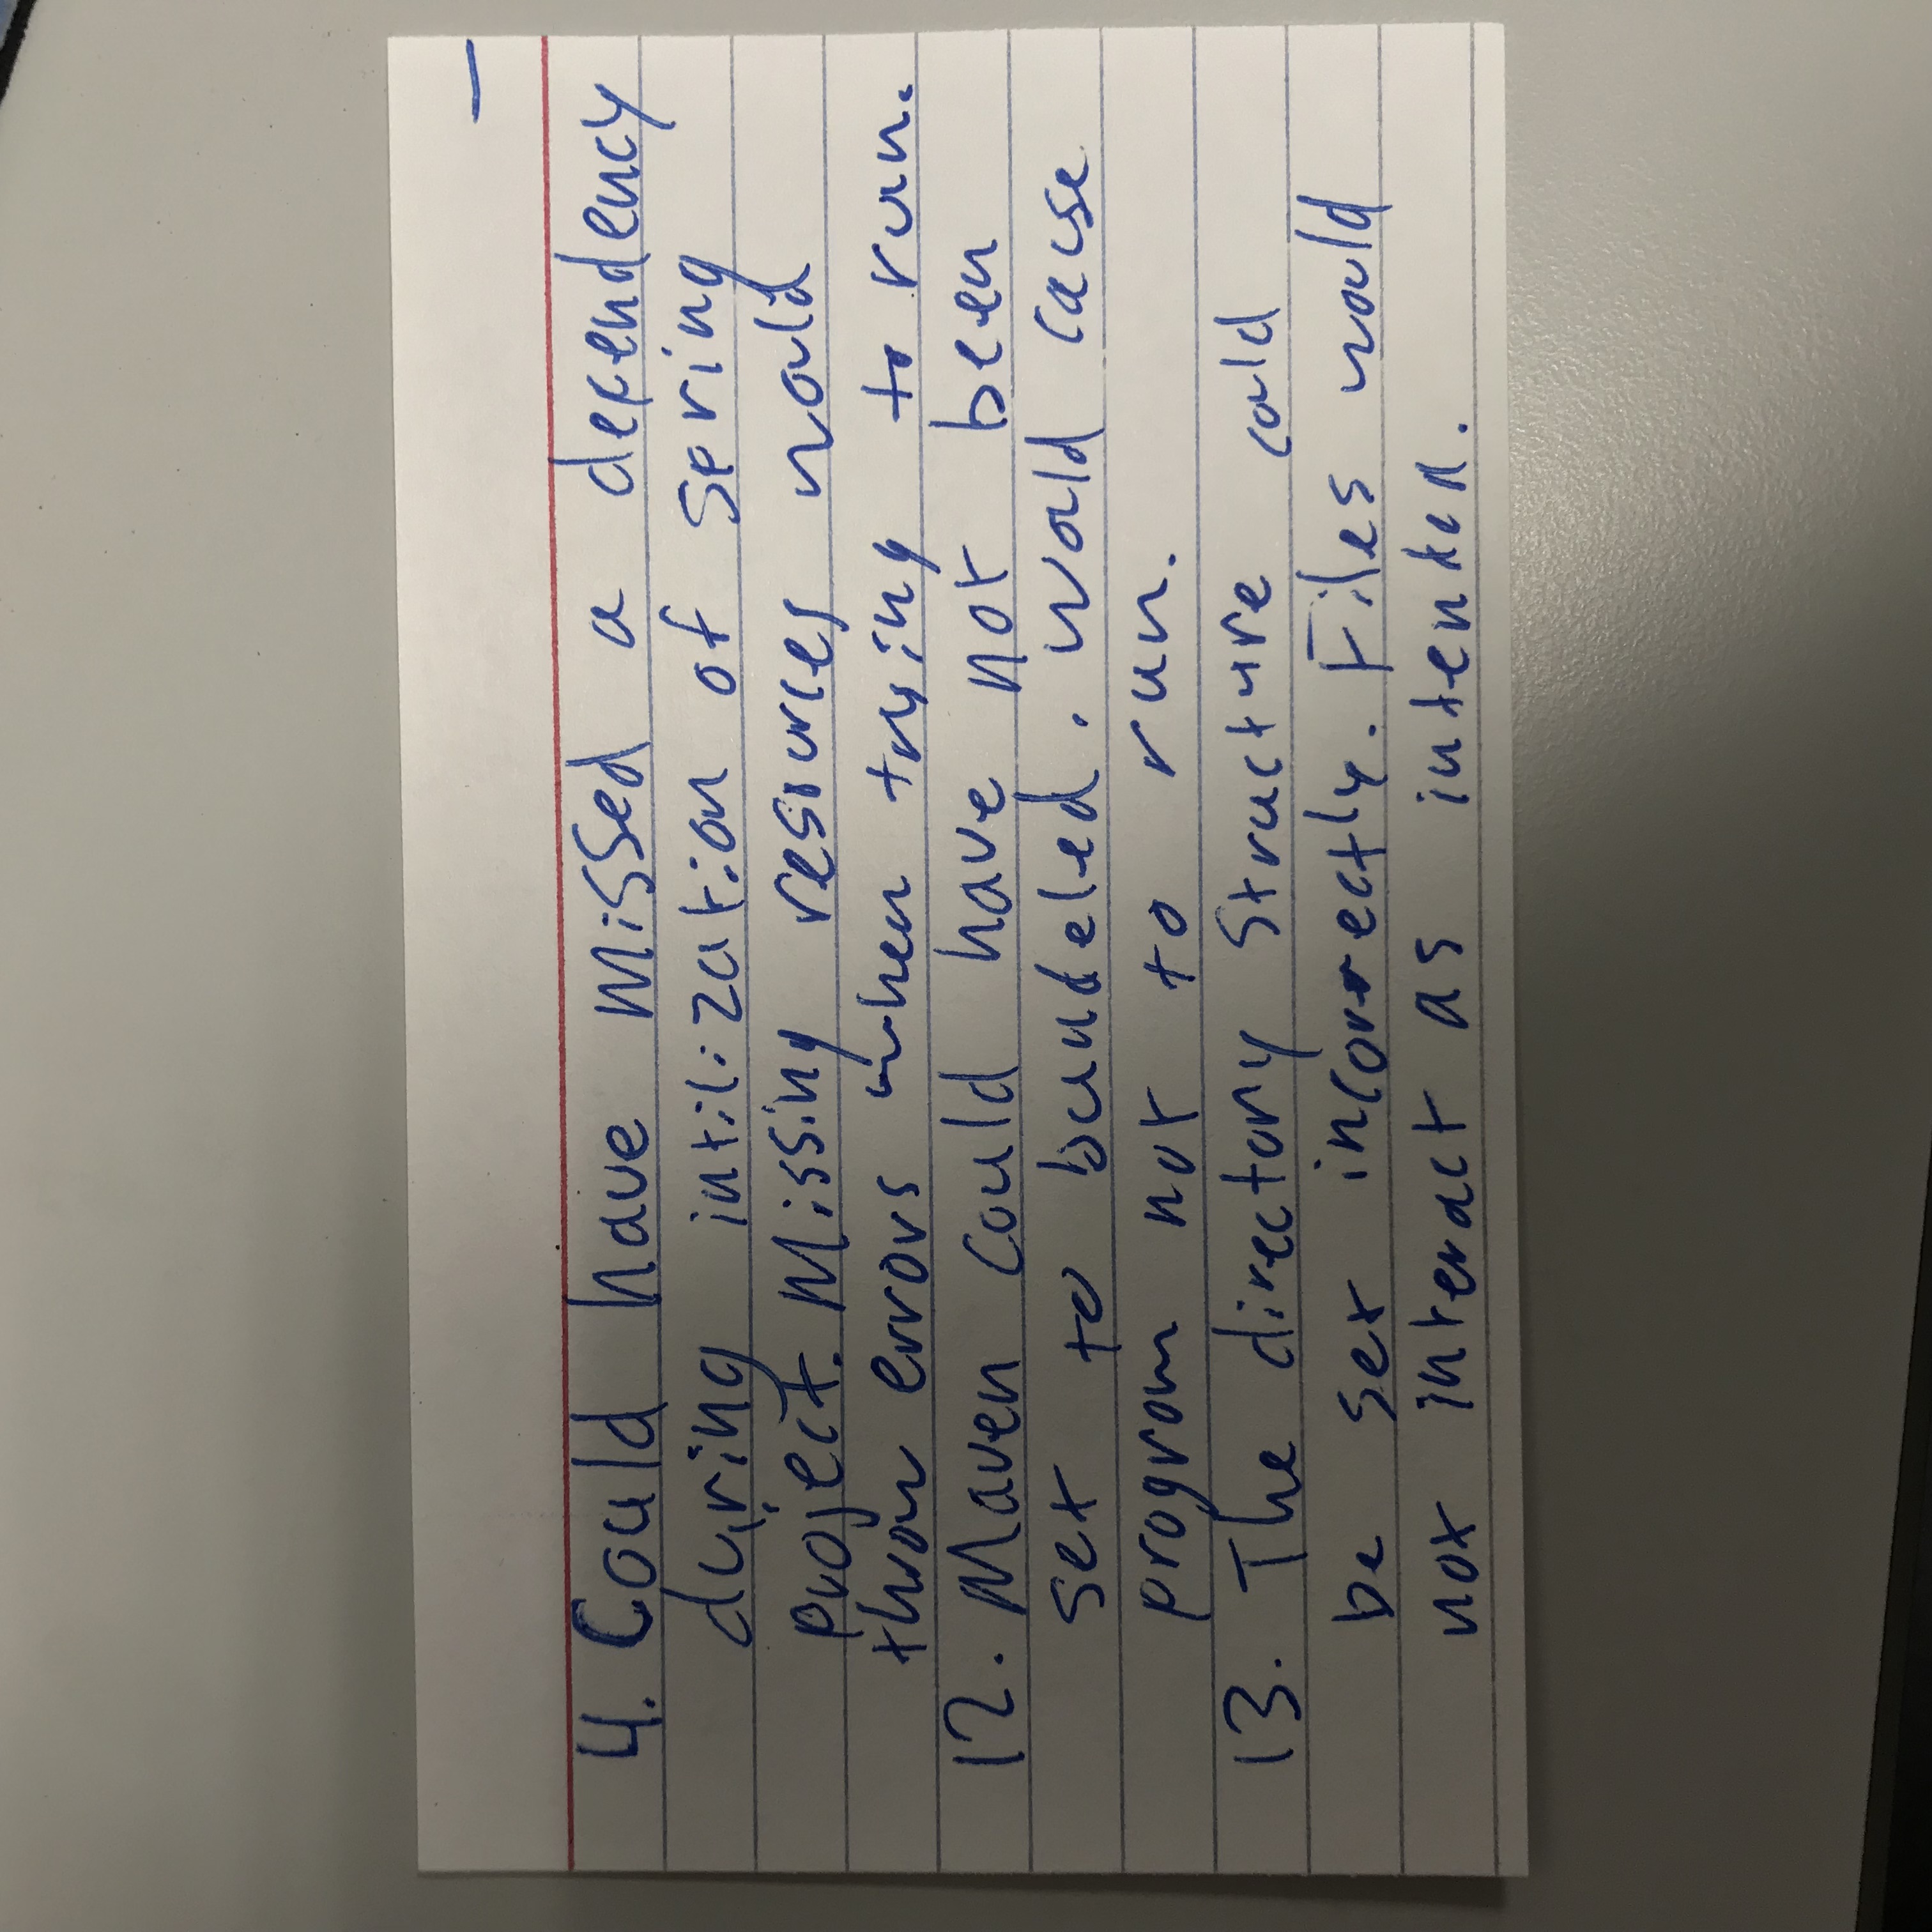 4. Could have missed a dependency
during intilization of spring
project. Missing resources would
throw errors when trying to run.
12. Maven could have not been
set to bundeled. Would cause
program not to run.
13. The directory structure could
be set incorrectly. Files would
not interact as intended.